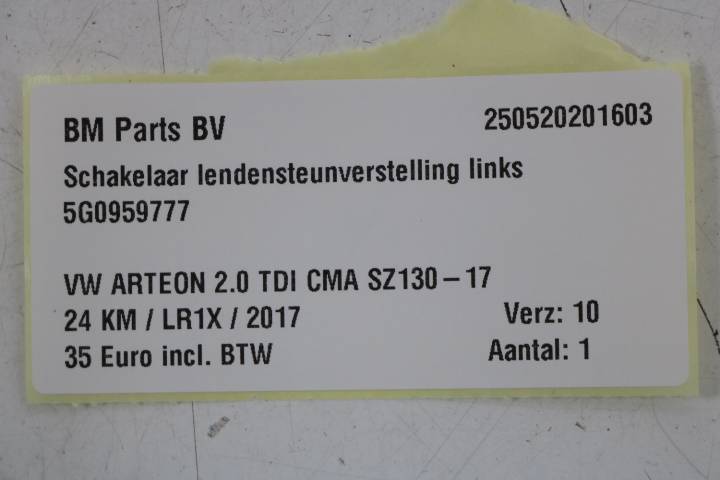 BM Parts BV 250520201603
Schakelaar lendensteunverstelling links
5G0959777
VW ARTEON 2.0 TDI CMA SZ130-17
24 KM / LR1X / 2017 Verz: 10
35 Euro incl. BTW Aantal: 1